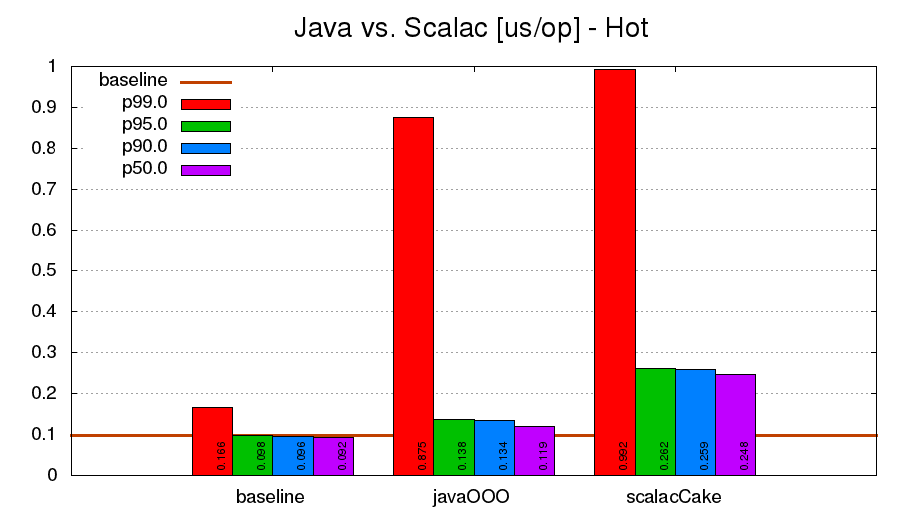 Java vs. Scalac [us/op] - Hot
baseline
p99.0
p95.0
p90.0
p50.0
1
0.9
0.8
0.7
0.6
0.5
0.4
0.3
0.2
0.1
0
0.166
0.098
0.096
0.092
0.875
0.138
0.134
0.119
0.992
0.262
0.259
0.248
baseline
javaOOO
scalacCake